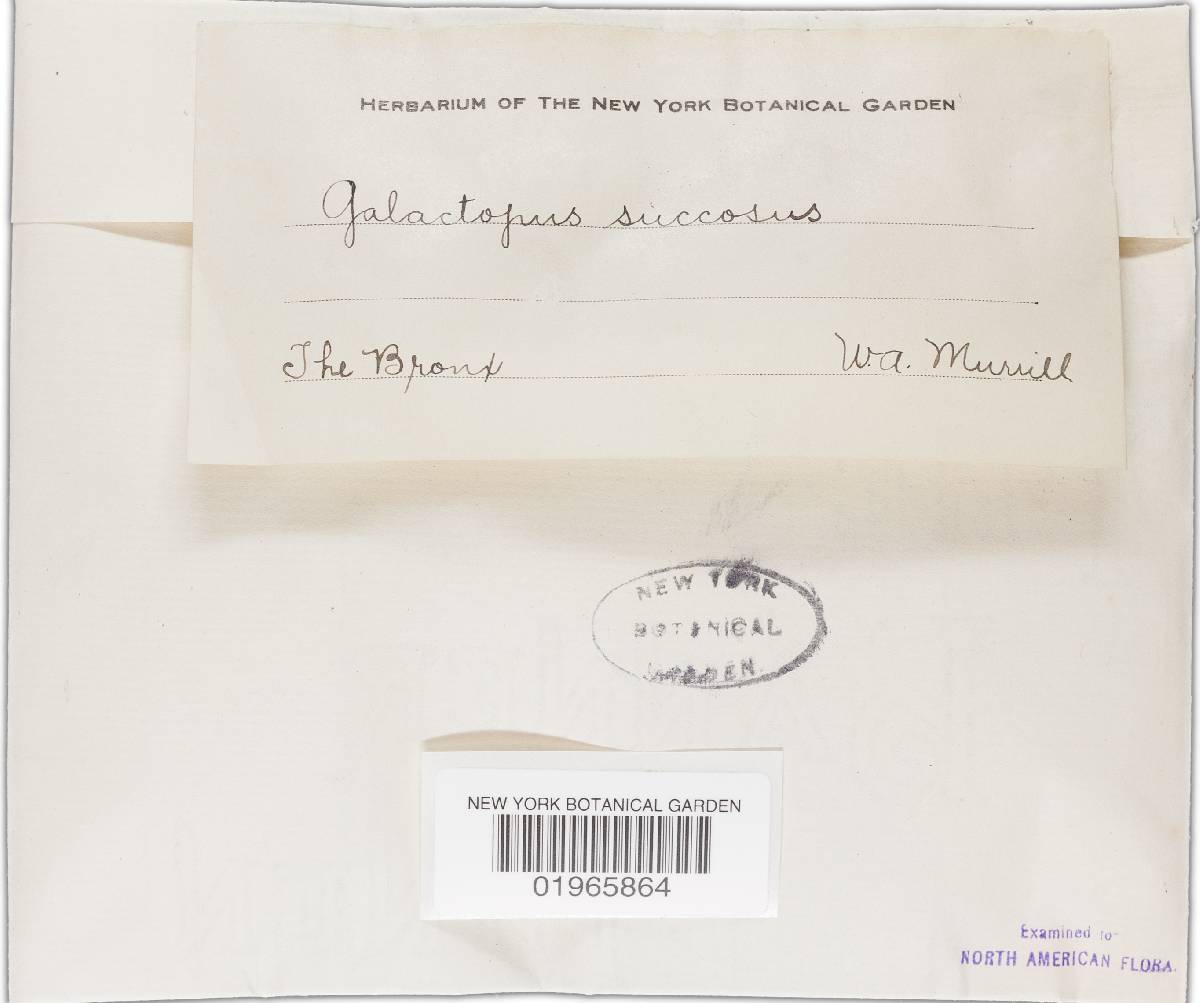 HERBARIUM OF THE NEW YORK BOTANICAL GARDEN
Galactopus succosus
The Bronx W.A. Murrill
NEW YORK
BOTANICAL
GARDEN
NEW YORK BOTANICAL GARDEN
01965864
Examined for
NORTH AMERICAN FLORA.